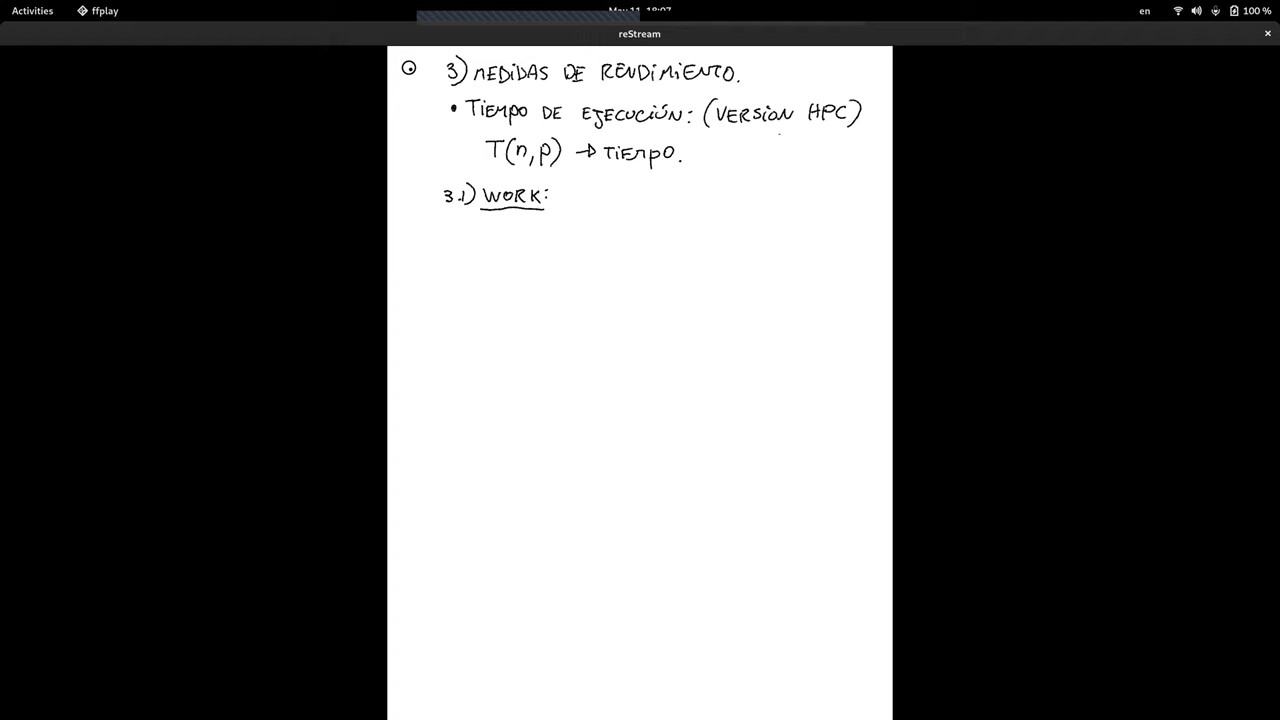 Activities
ffplay
en
100 %
reStream
3) MEDIDAS DE RENDIMIENTO.
• TIEMPO DE EJECUCIÓN: (VERSION HPC)
T(n,p) → TIEMPO.
3.1) WORK: